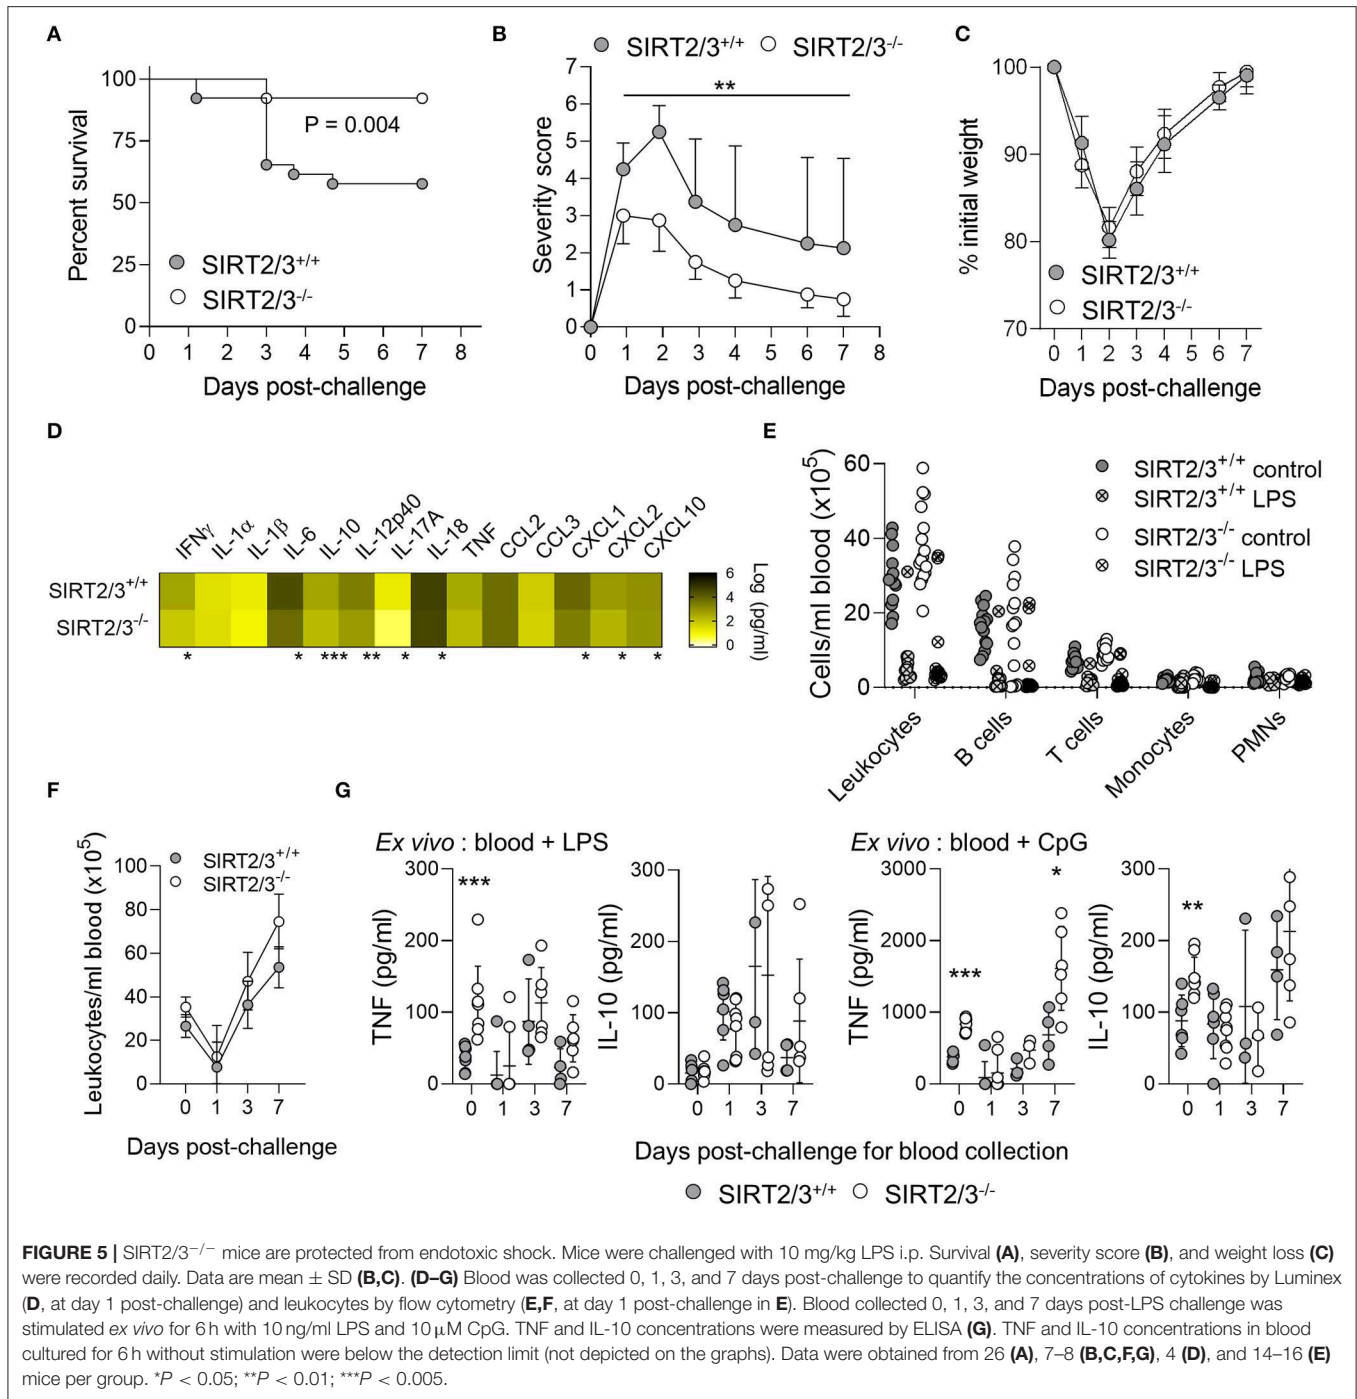 A
100
75
50
25
0
Percent survival
P = 0.004
SIRT2/3+/+
SIRT2/3-/-
0 1 2 3 4 5 6 7 8
Days post-challenge
B
SIRT2/3+/+ SIRT2/3-/-
7
6
5
4
3
2
1
0
Severity score
**
0 1 2 3 4 5 6 7 8
Days post-challenge
C
100
90
80
70
% initial weight
SIRT2/3+/+
SIRT2/3-/-
0 1 2 3 4 6 7
Days post-challenge
D
IFNγ IL-1α IL-1β IL-6 IL-10 IL-12p40 IL-17A IL-18 TNF CCL2 CCL3 CXCL1 CXCL2 CXCL10
SIRT2/3+/+
SIRT2/3-/-
* * *** ** * * * * *
6
4
2
0
Log (pg/ml)
E
60
40
20
0
Cells/ml blood (x10⁵)
SIRT2/3+/+ control
SIRT2/3+/+ LPS
SIRT2/3-/- control
SIRT2/3-/- LPS
Leukocytes B cells T cells Monocytes PMNs
F
100
80
60
40
20
0
Leukocytes/ml blood (x10⁵)
SIRT2/3+/+
SIRT2/3-/-
0 1 3 7
Days post-challenge
G
Ex vivo : blood + LPS
300
200
100
0
TNF (pg/ml)
***
0 1 3 7
300
200
100
0
IL-10 (pg/ml)
0 1 3 7
Ex vivo : blood + CpG
3000
2000
1000
0
TNF (pg/ml)
***
*
0 1 3 7
300
200
100
0
IL-10 (pg/ml)
**
0 1 3 7
Days post-challenge for blood collection
SIRT2/3+/+ SIRT2/3-/-
FIGURE 5 | SIRT2/3−/− mice are protected from endotoxic shock. Mice were challenged with 10 mg/kg LPS i.p. Survival (A), severity score (B), and weight loss (C)
were recorded daily. Data are mean ± SD (B,C). (D–G) Blood was collected 0, 1, 3, and 7 days post-challenge to quantify the concentrations of cytokines by Luminex
(D, at day 1 post-challenge) and leukocytes by flow cytometry (E,F, at day 1 post-challenge in E). Blood collected 0, 1, 3, and 7 days post-LPS challenge was
stimulated ex vivo for 6 h with 10 ng/ml LPS and 10 μM CpG. TNF and IL-10 concentrations were measured by ELISA (G). TNF and IL-10 concentrations in blood
cultured for 6 h without stimulation were below the detection limit (not depicted on the graphs). Data were obtained from 26 (A), 7–8 (B,C,F,G), 4 (D), and 14–16 (E)
mice per group. *P < 0.05; **P < 0.01; ***P < 0.005.